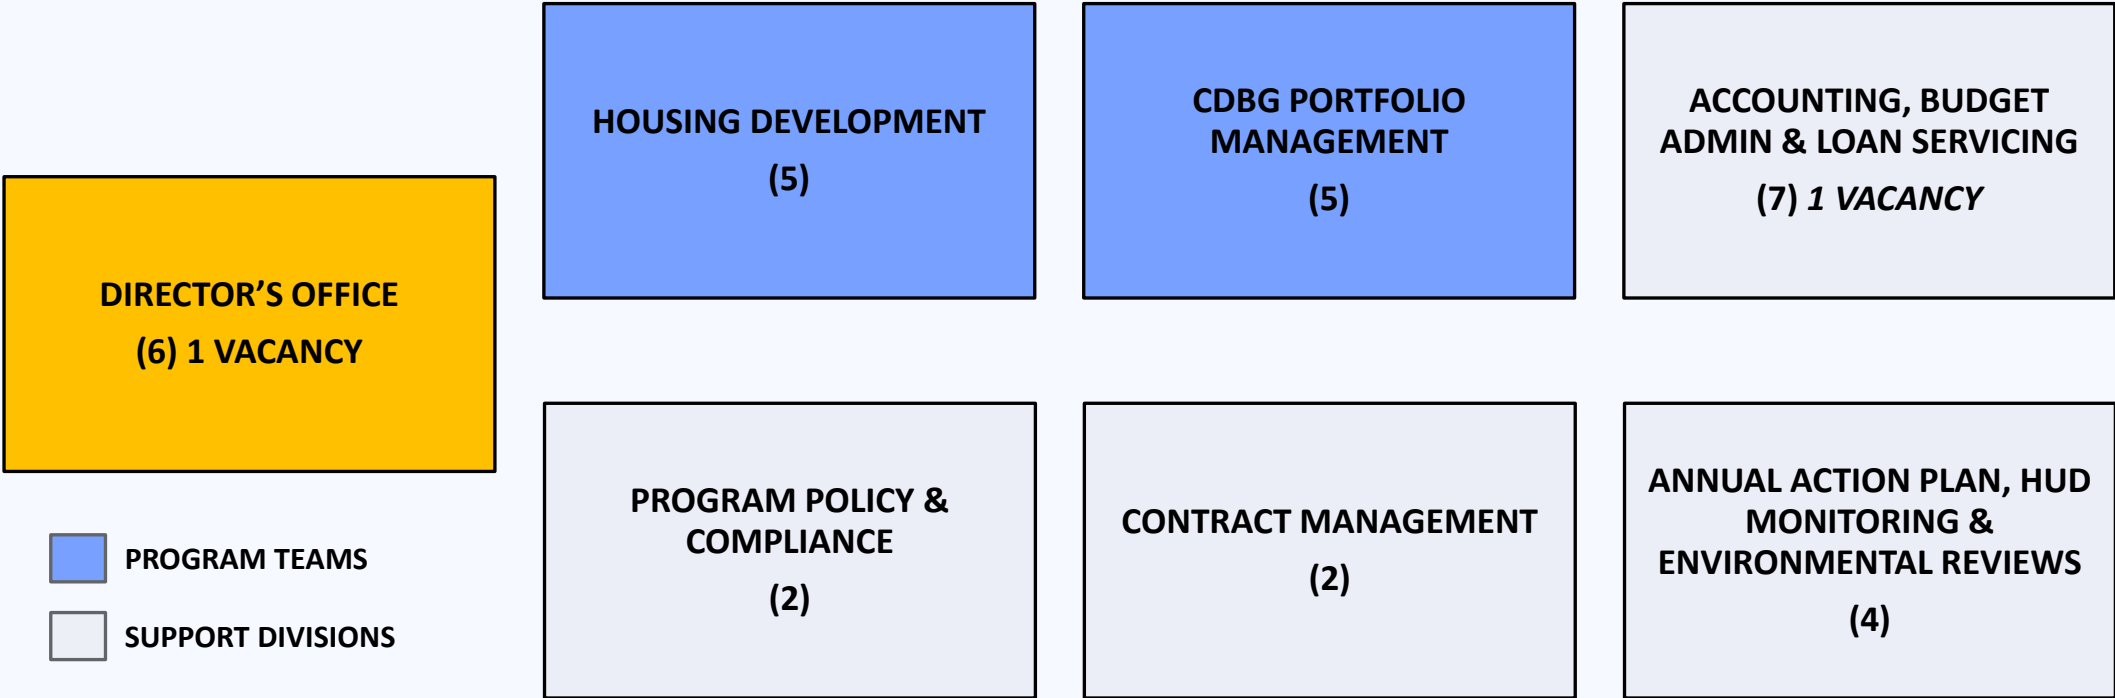 DIRECTOR’S OFFICE
(6) 1 VACANCY
HOUSING DEVELOPMENT
(5)
CDBG PORTFOLIO
MANAGEMENT
(5)
ACCOUNTING, BUDGET
ADMIN & LOAN SERVICING
(7) 1 VACANCY
PROGRAM POLICY &
COMPLIANCE
(2)
CONTRACT MANAGEMENT
(2)
ANNUAL ACTION PLAN, HUD
MONITORING &
ENVIRONMENTAL REVIEWS
(4)
PROGRAM TEAMS
SUPPORT DIVISIONS